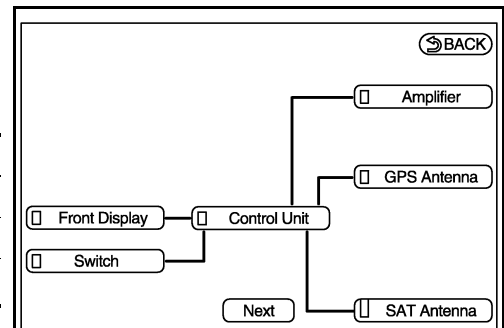 BACK
Amplifier
GPS Antenna
Front Display
Control Unit
Switch
Next
SAT Antenna